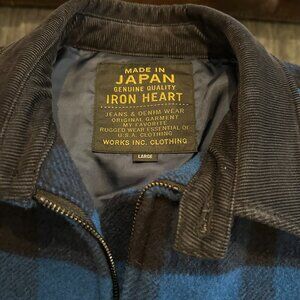 MADE IN
JAPAN
GENUINE QUALITY
IRON HEART
JEANS & DENIM WEAR
ORIGINAL GARMENT
MY FAVORITE
RUGGED WEAR ESSENTIAL OF
U.S.A. CLOTHING
WORKS INC. CLOTHING
LARGE